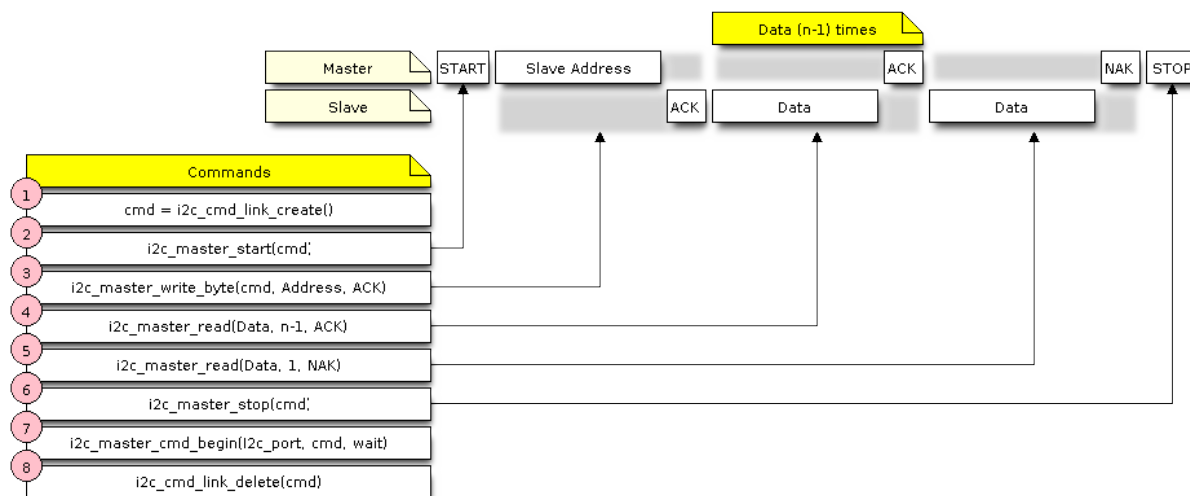 Data (n-1) times
Master START Slave Address ACK NAK STOP
Slave ACK Data Data
Commands
1
cmd = i2c_cmd_link_create()
2
i2c_master_start(cmd;
3
i2c_master_write_byte(cmd, Address, ACK)
4
i2c_master_read(Data, n-1, ACK)
5
i2c_master_read(Data, 1, NAK)
6
i2c_master_stop(cmd;
7
i2c_master_cmd_begin(I2c_port, cmd, wait)
8
i2c_cmd_link_delete(cmd)